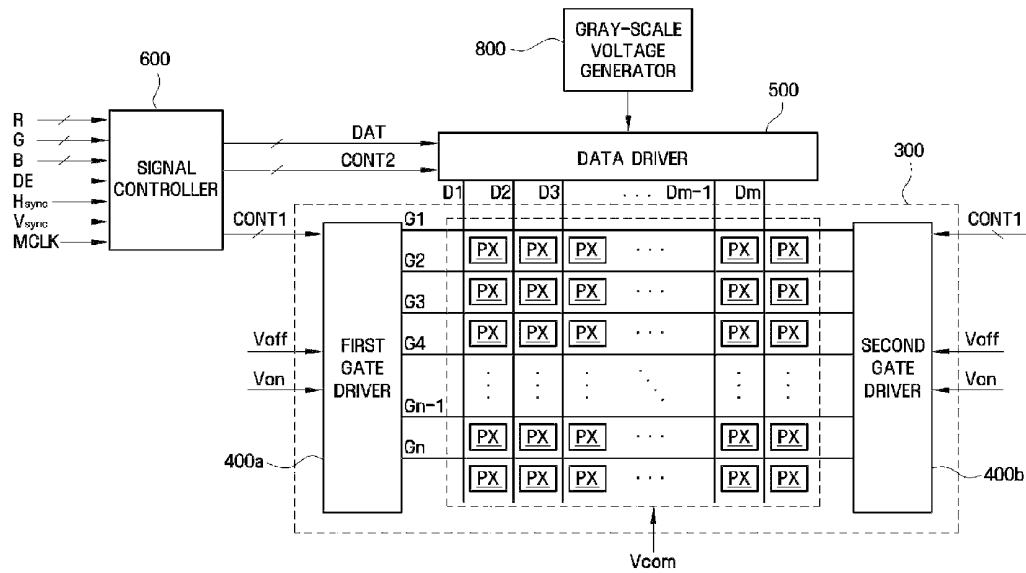 GRAY-SCALE
VOLTAGE
GENERATOR
800
600
500
R
G
B
DE
Hsync
Vsync
MCLK
SIGNAL
CONTROLLER
DAT
CONT2
DATA DRIVER
300
D1 D2 D3 ... Dm-1 Dm
CONT1
CONT1
G1
PX PX PX ... PX PX
G2
PX PX PX ... PX PX
G3
PX PX PX ... PX PX
G4
Voff
Von
FIRST
GATE
DRIVER
SECOND
GATE
DRIVER
Voff
Von
Gn-1
PX PX PX ... PX PX
Gn
PX PX PX ... PX PX
400a
400b
Vcom